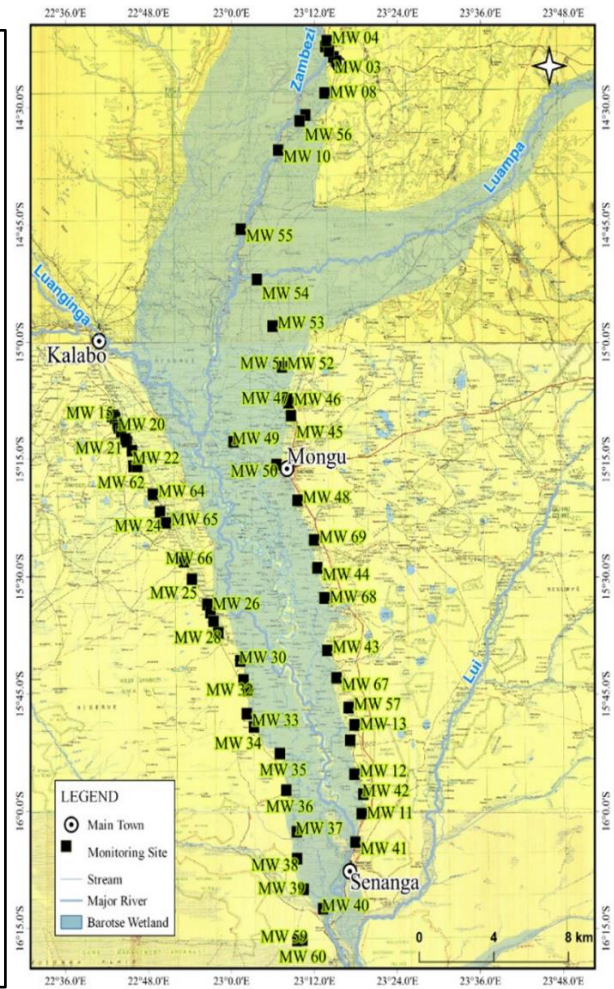 22°36'0"E 22°48'0"E 23°0'0"E 23°12'0"E 23°24'0"E 23°36'0"E 23°48'0"E
MW 04
MW 03
Zambezi
MW 08
14°30'0"S
14°30'0"S
MW 56
MW 10
Luampa
14°45'0"S
14°45'0"S
MW 55
MW 54
Luanginga
MW 53
15°0'0"S
15°0'0"S
Kalabo
MW 51 MW 52
MW 47 MW 46
MW 15
MW 20
MW 45
MW 21
MW 49
MW 22
Mongu
15°15'0"S
15°15'0"S
MW 50
MW 62
MW 64
MW 48
MW 24 MW 65
MW 69
MW 66
MW 44
15°30'0"S
15°30'0"S
MW 25
MW 26
MW 68
MW 28
MW 30
MW 43
Lui
MW 32
MW 67
15°45'0"S
15°45'0"S
MW 57
MW 33
MW 13
MW 34
MW 35
MW 12
MW 36
MW 42
16°0'0"S
16°0'0"S
MW 11
MW 37
MW 41
MW 38
MW 39
Senanga
MW 40
16°15'0"S
16°15'0"S
MW 59
MW 60
LEGEND
Main Town
Monitoring Site
Stream
Major River
Barotse Wetland
0 4 8 km
22°36'0"E 22°48'0"E 23°0'0"E 23°12'0"E 23°24'0"E 23°36'0"E 23°48'0"E